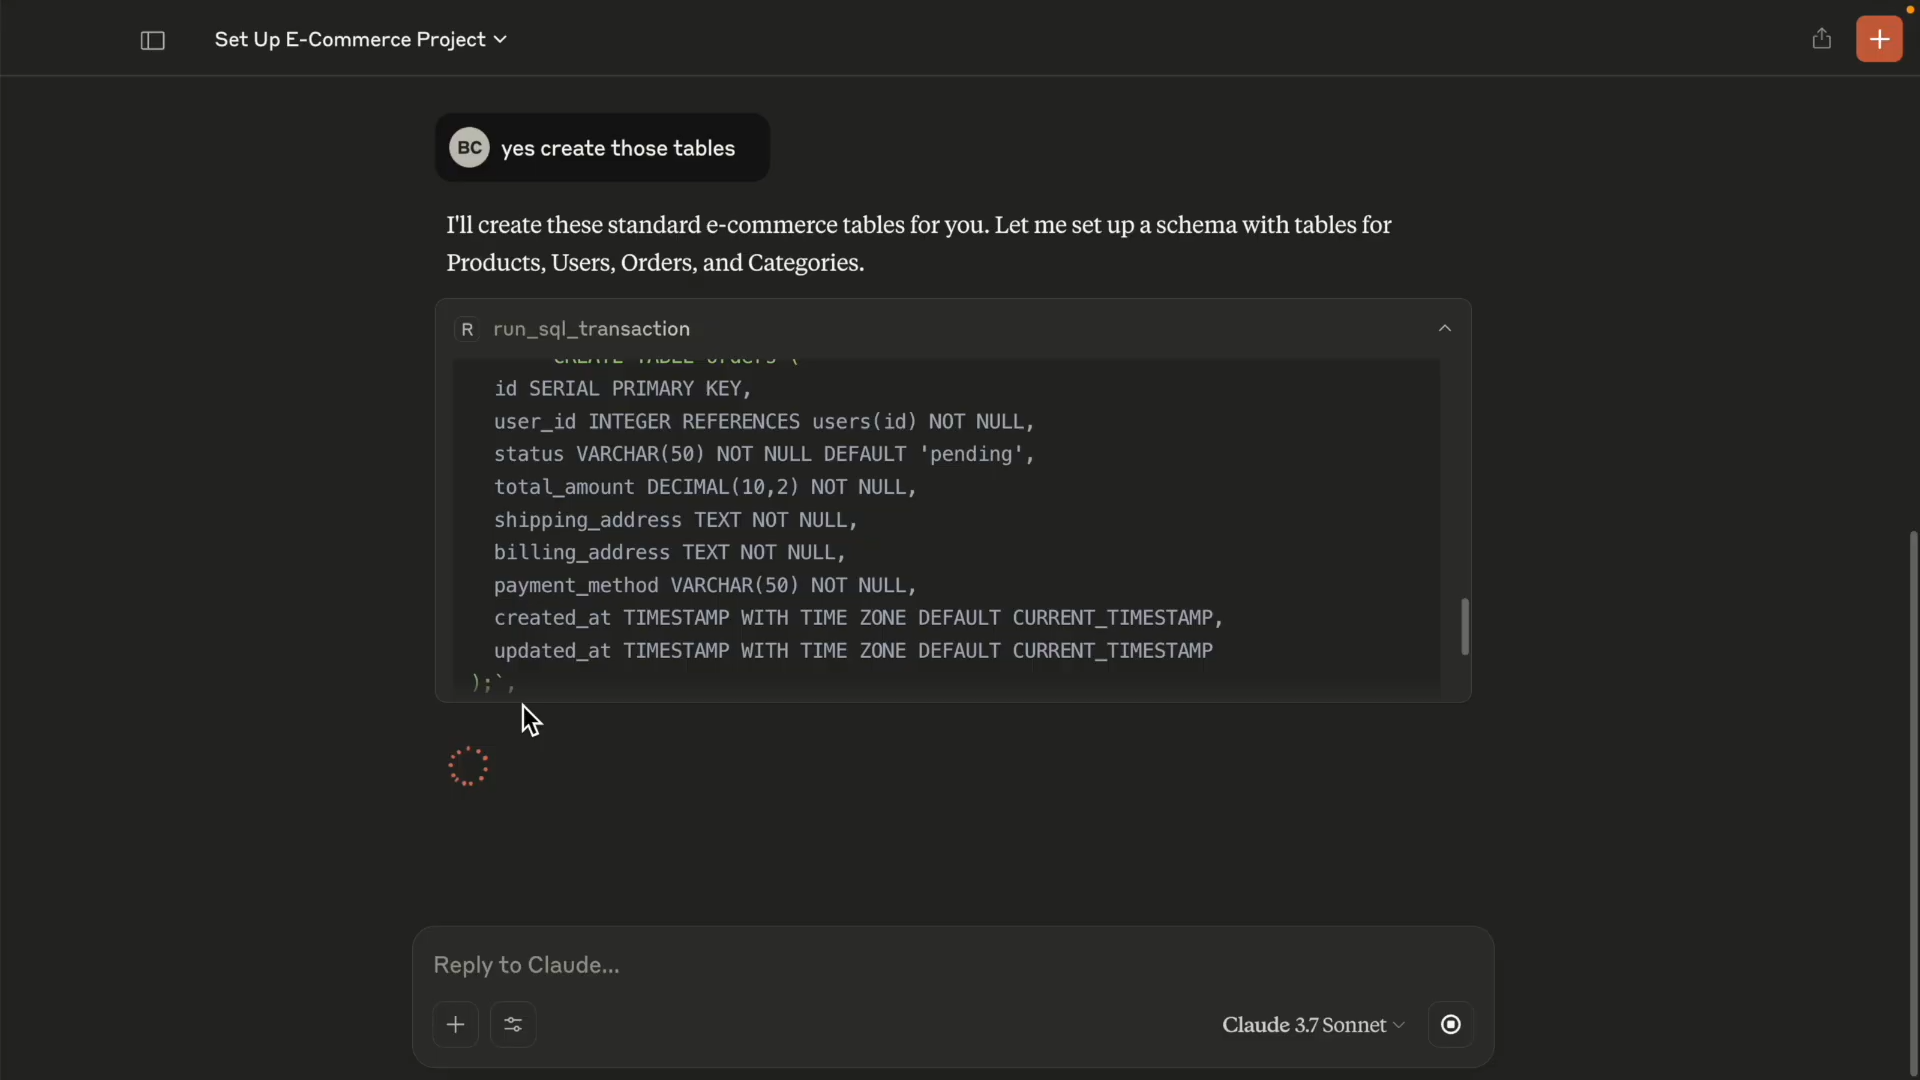 Set Up E-Commerce Project
BC yes create those tables
I'll create these standard e-commerce tables for you. Let me set up a schema with tables for
Products, Users, Orders, and Categories.
R run_sql_transaction
CREATE TABLE orders (
id SERIAL PRIMARY KEY,
user_id INTEGER REFERENCES users(id) NOT NULL,
status VARCHAR(50) NOT NULL DEFAULT 'pending',
total_amount DECIMAL(10,2) NOT NULL,
shipping_address TEXT NOT NULL,
billing_address TEXT NOT NULL,
payment_method VARCHAR(50) NOT NULL,
created_at TIMESTAMP WITH TIME ZONE DEFAULT CURRENT_TIMESTAMP,
updated_at TIMESTAMP WITH TIME ZONE DEFAULT CURRENT_TIMESTAMP
);`,
Reply to Claude...
Claude 3.7 Sonnet